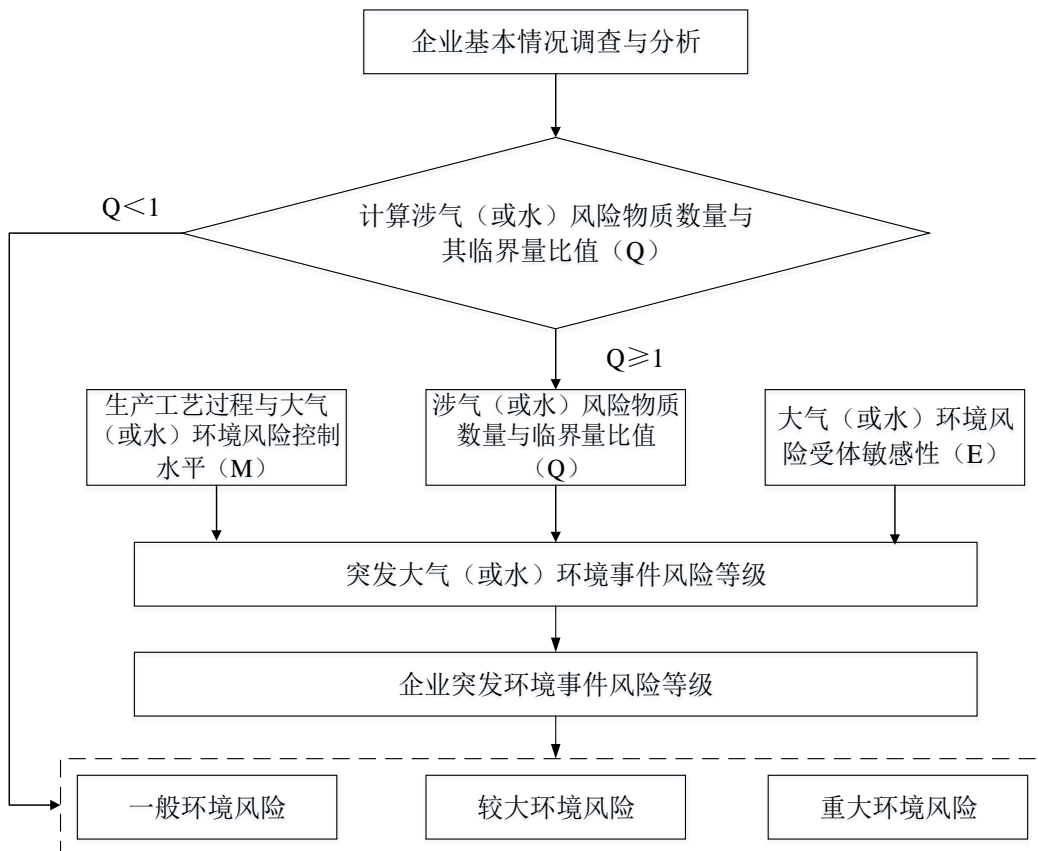 企业基本情况调查与分析
Q＜1
计算涉气（或水）风险物质数量与
其临界量比值（Q）
Q≥1
生产工艺过程与大气
（或水）环境风险控制
水平（M）
涉气（或水）风险物质
数量与临界量比值
（Q）
大气（或水）环境风
险受体敏感性（E）
突发大气（或水）环境事件风险等级
企业突发环境事件风险等级
一般环境风险
较大环境风险
重大环境风险